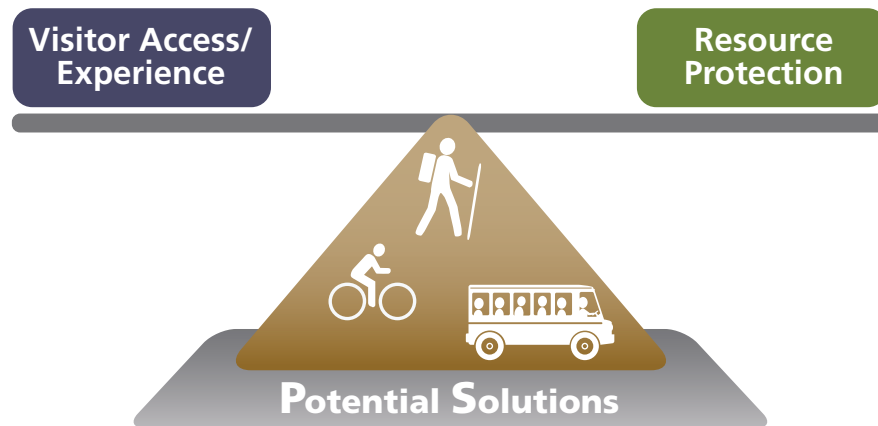 Visitor Access/
Experience
Resource
Protection
Potential Solutions